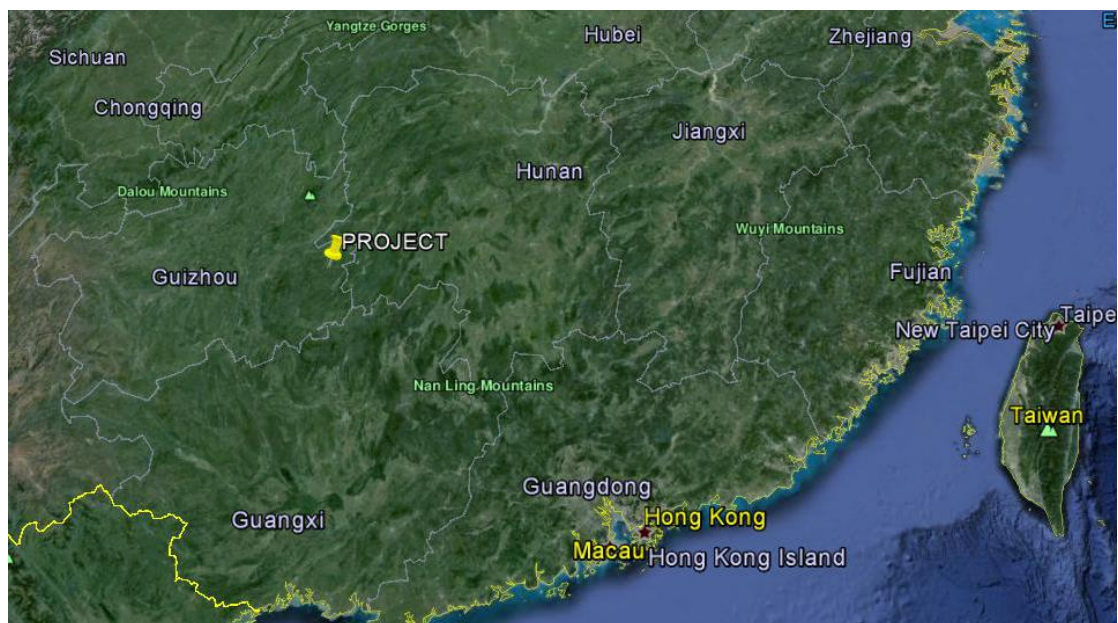 Yangtze Gorges
Hubei
Zhejiang
E
Sichuan
Chongqing
Jiangxi
Hunan
Dalou Mountains
Wuyi Mountains
PROJECT
Guizhou
Fujian
Taipe
New Taipei City
Nan Ling Mountains
Taiwan
Guangdong
Guangxi
Hong Kong
Macau
Hong Kong Island